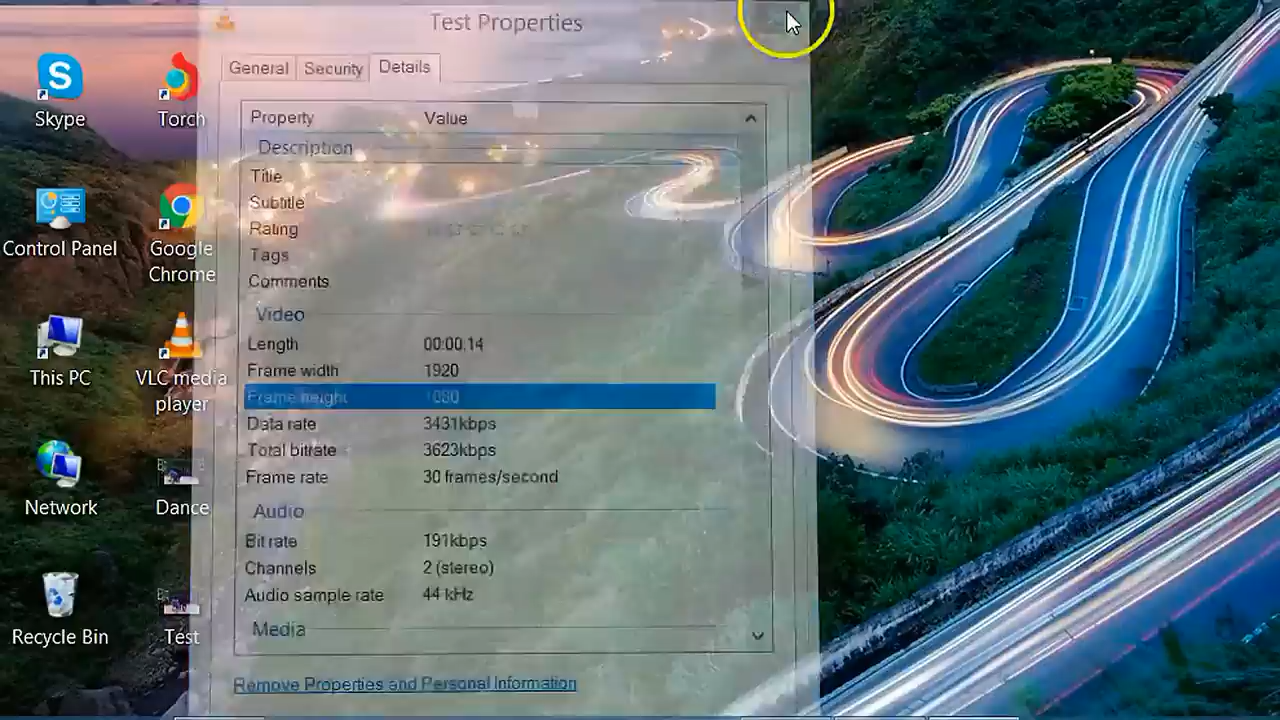 Test Properties
General Security Details
Property Value
Description
Title
Subtitle
Rating
Tags
Comments
Video
Length 00:00:14
Frame width 1920
Frame height 1080
Data rate 3431kbps
Total bitrate 3623kbps
Frame rate 30 frames/second
Audio
Bit rate 191kbps
Channels 2 (stereo)
Audio sample rate 44 kHz
Media
Remove Properties and Personal Information
Skype
Torch
Control Panel
Google
Chrome
This PC
VLC media
player
Network
Dance
Recycle Bin
Test